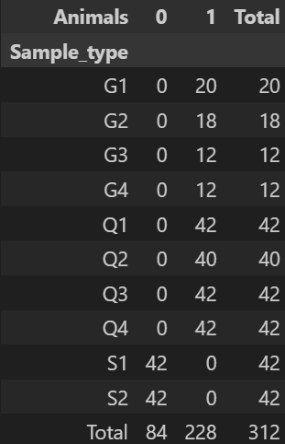 Animals 0 1 Total
Sample_type
G1 0 20 20
G2 0 18 18
G3 0 12 12
G4 0 12 12
Q1 0 42 42
Q2 0 40 40
Q3 0 42 42
Q4 0 42 42
S1 42 0 42
S2 42 0 42
Total 84 228 312